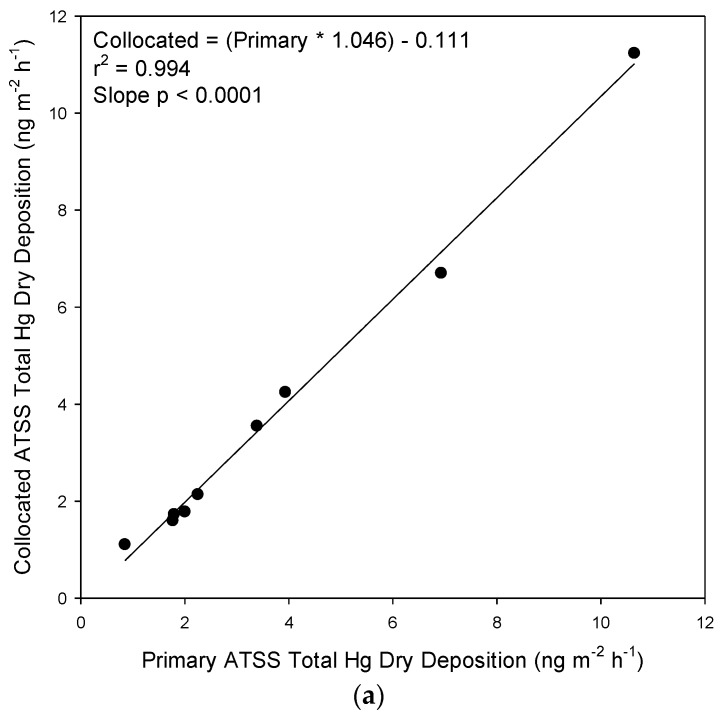 Collocated = (Primary * 1.046) - 0.111
r² = 0.994
Slope p < 0.0001
Collocated ATSS Total Hg Dry Deposition (ng m⁻² h⁻¹)
12
10
8
6
4
2
0
0 2 4 6 8 10 12
Primary ATSS Total Hg Dry Deposition (ng m⁻² h⁻¹)
(a)